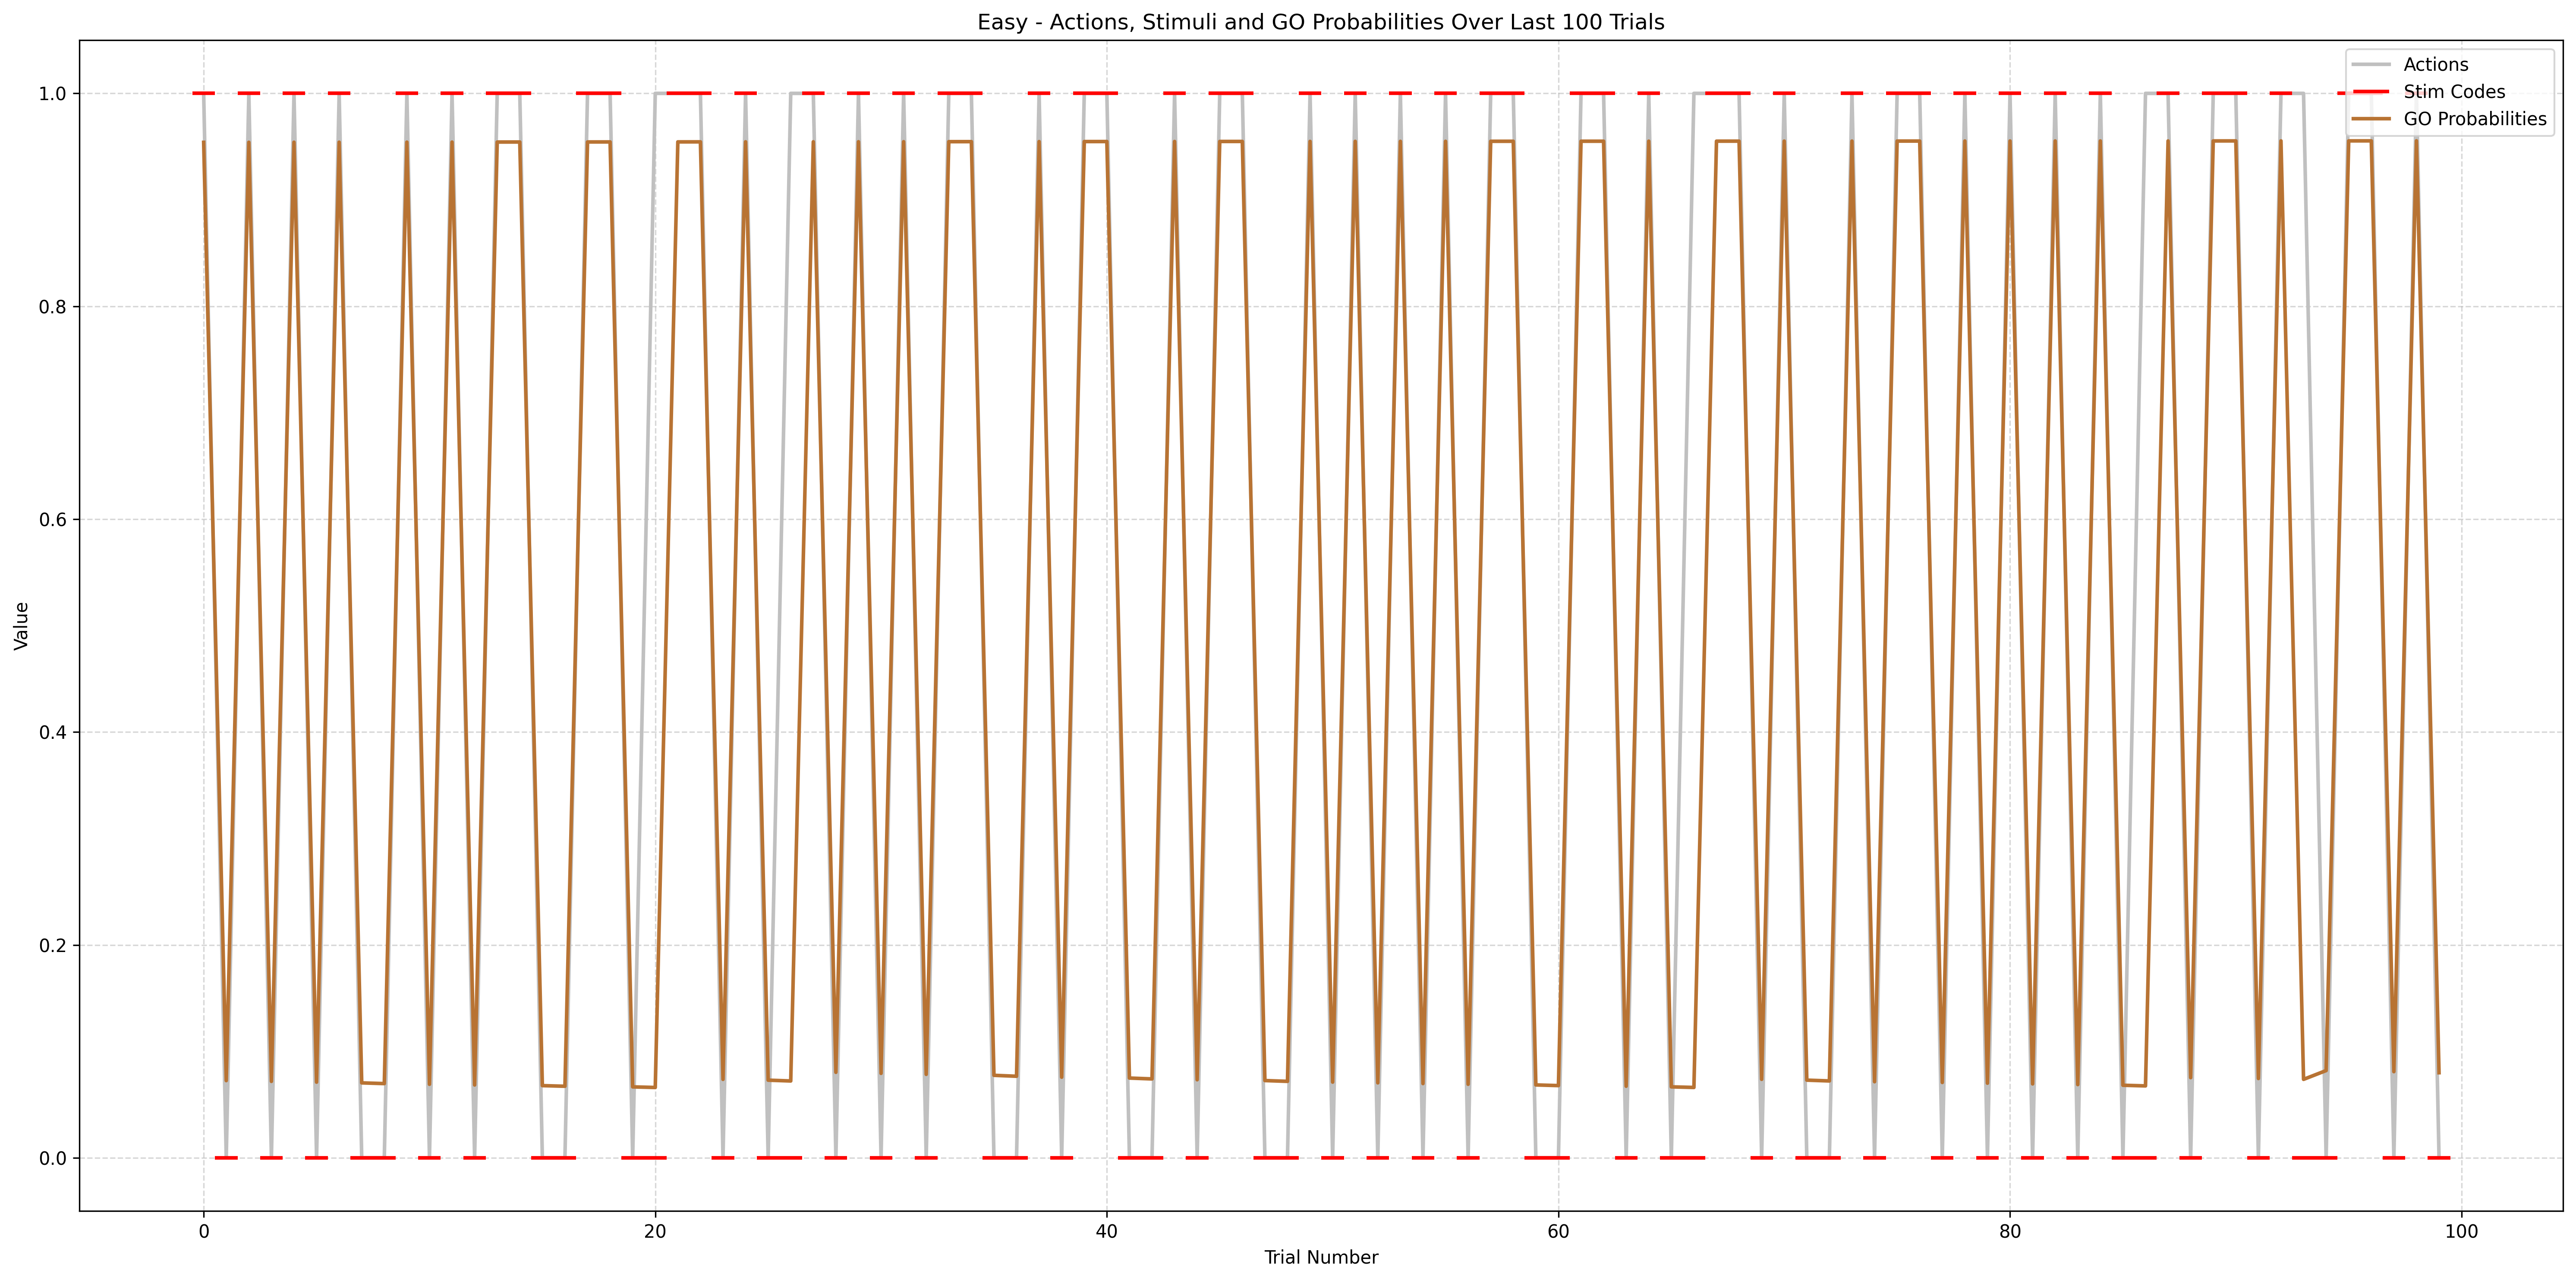 Easy - Actions, Stimuli and GO Probabilities Over Last 100 Trials
Actions
Stim Codes
GO Probabilities
1.0
0.8
0.6
0.4
0.2
0.0
Value
0 20 40 60 80 100
Trial Number